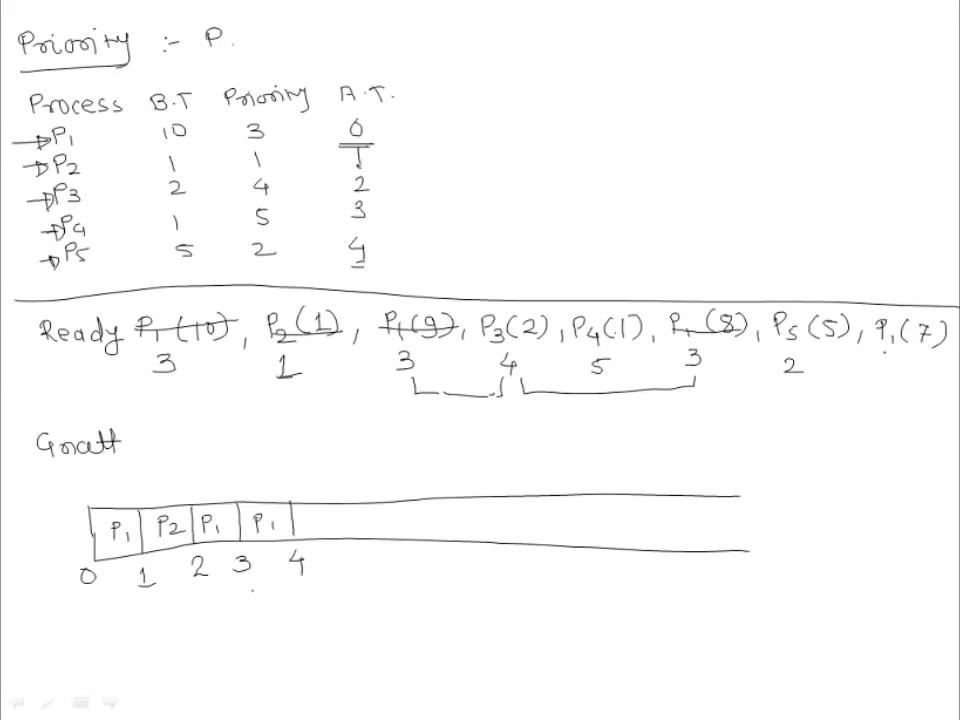 Priority :- P.
Process B.T Priority A.T.
P1 10 3 0
P2 1 1 1
P3 2 4 2
P4 1 5 3
P5 5 2 4
Ready P1(10), P2(1), P1(9), P3(2), P4(1), P1(8), P5(5), P1(7)
3 1 3 4 5 3 2
Gnatt
P1 P2 P1 P1
0 1 2 3 4